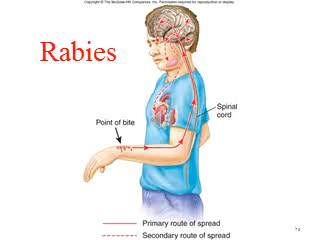 Copyright © The McGraw-Hill Companies, Inc. Permission required for reproduction or display.
Rabies
Spinal
cord
Point of bite
Primary route of spread
Secondary route of spread